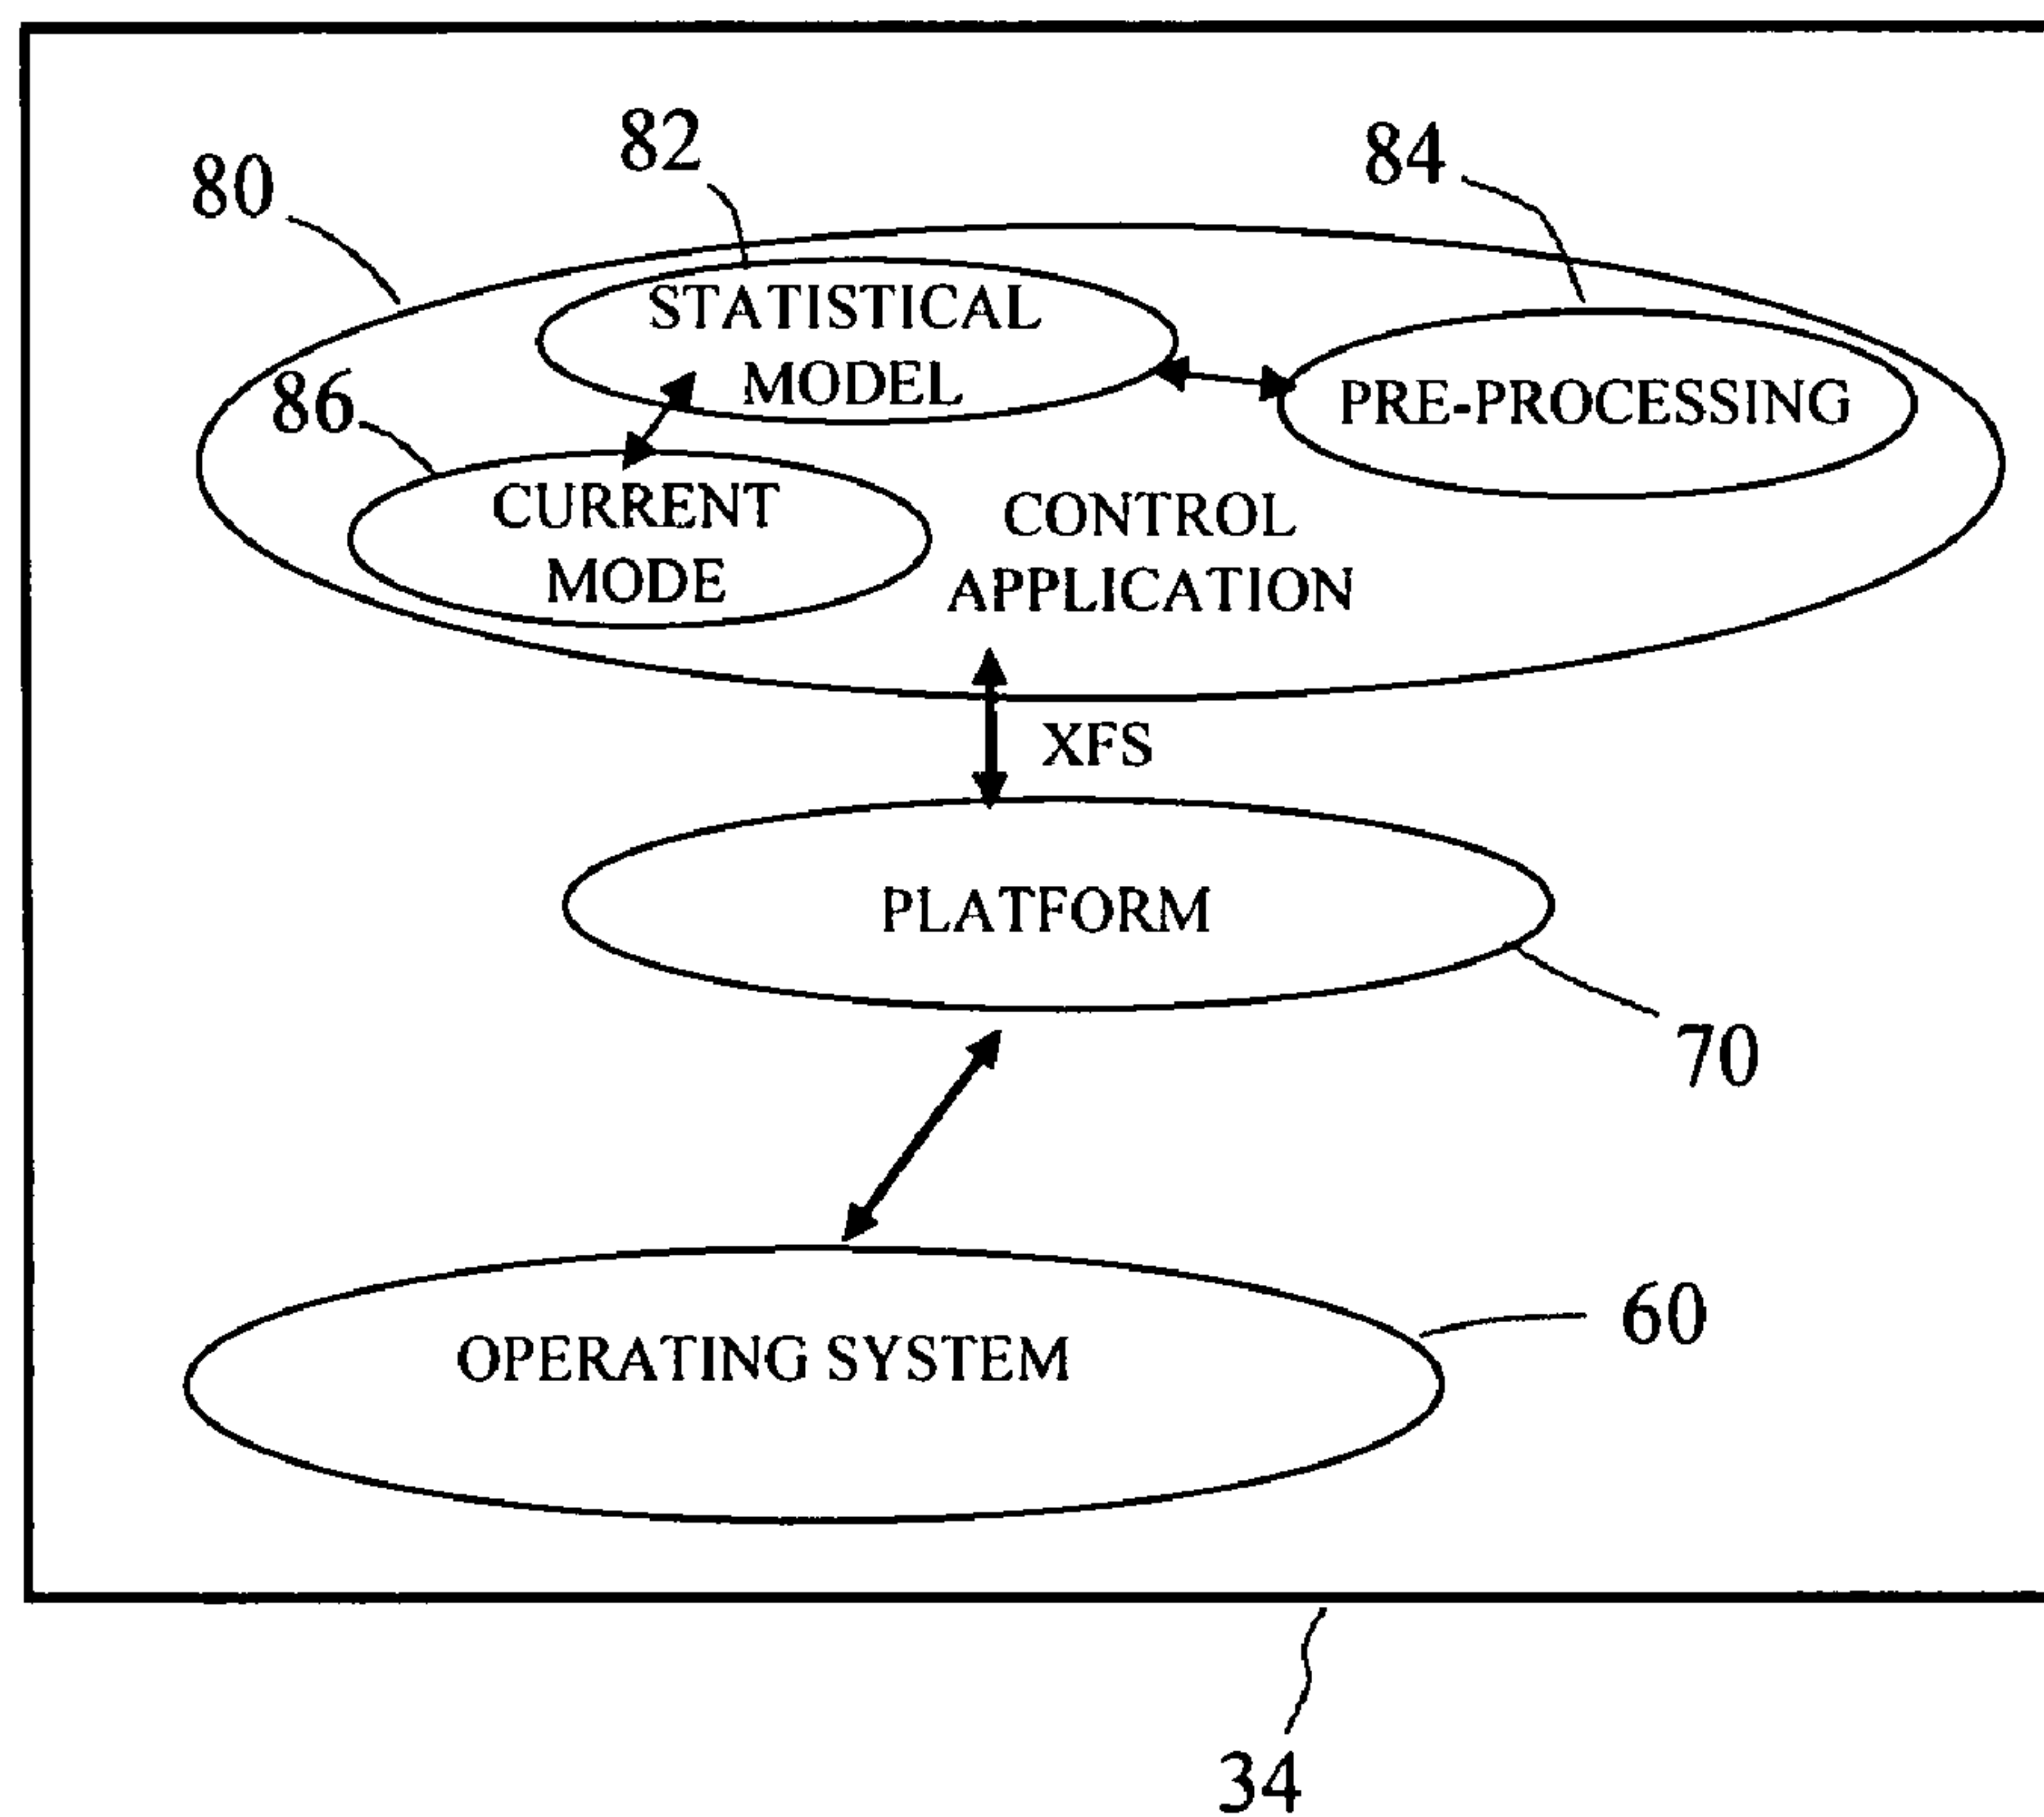 82
84
80
STATISTICAL
MODEL
PRE-PROCESSING
86
CURRENT
MODE
CONTROL
APPLICATION
XFS
PLATFORM
70
60
OPERATING SYSTEM
34